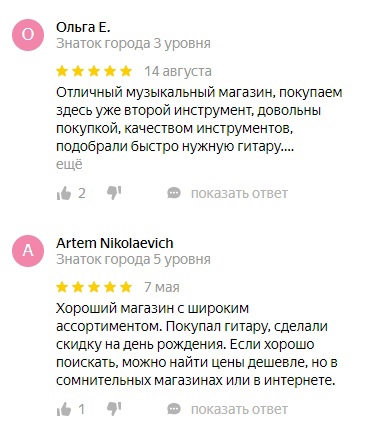 О
Ольга Е.
Знаток города 3 уровня
14 августа
Отличный музыкальный магазин, покупаем
здесь уже второй инструмент, довольны
покупкой, качеством инструментов,
подобрали быстро нужную гитару....
ещё
2 показать ответ
A
Artem Nikolaevich
Знаток города 5 уровня
7 мая
Хороший магазин с широким
ассортиментом. Покупал гитару, сделали
скидку на день рождения. Если хорошо
поискать, можно найти цены дешевле, но в
сомнительных магазинах или в интернете.
1 показать ответ